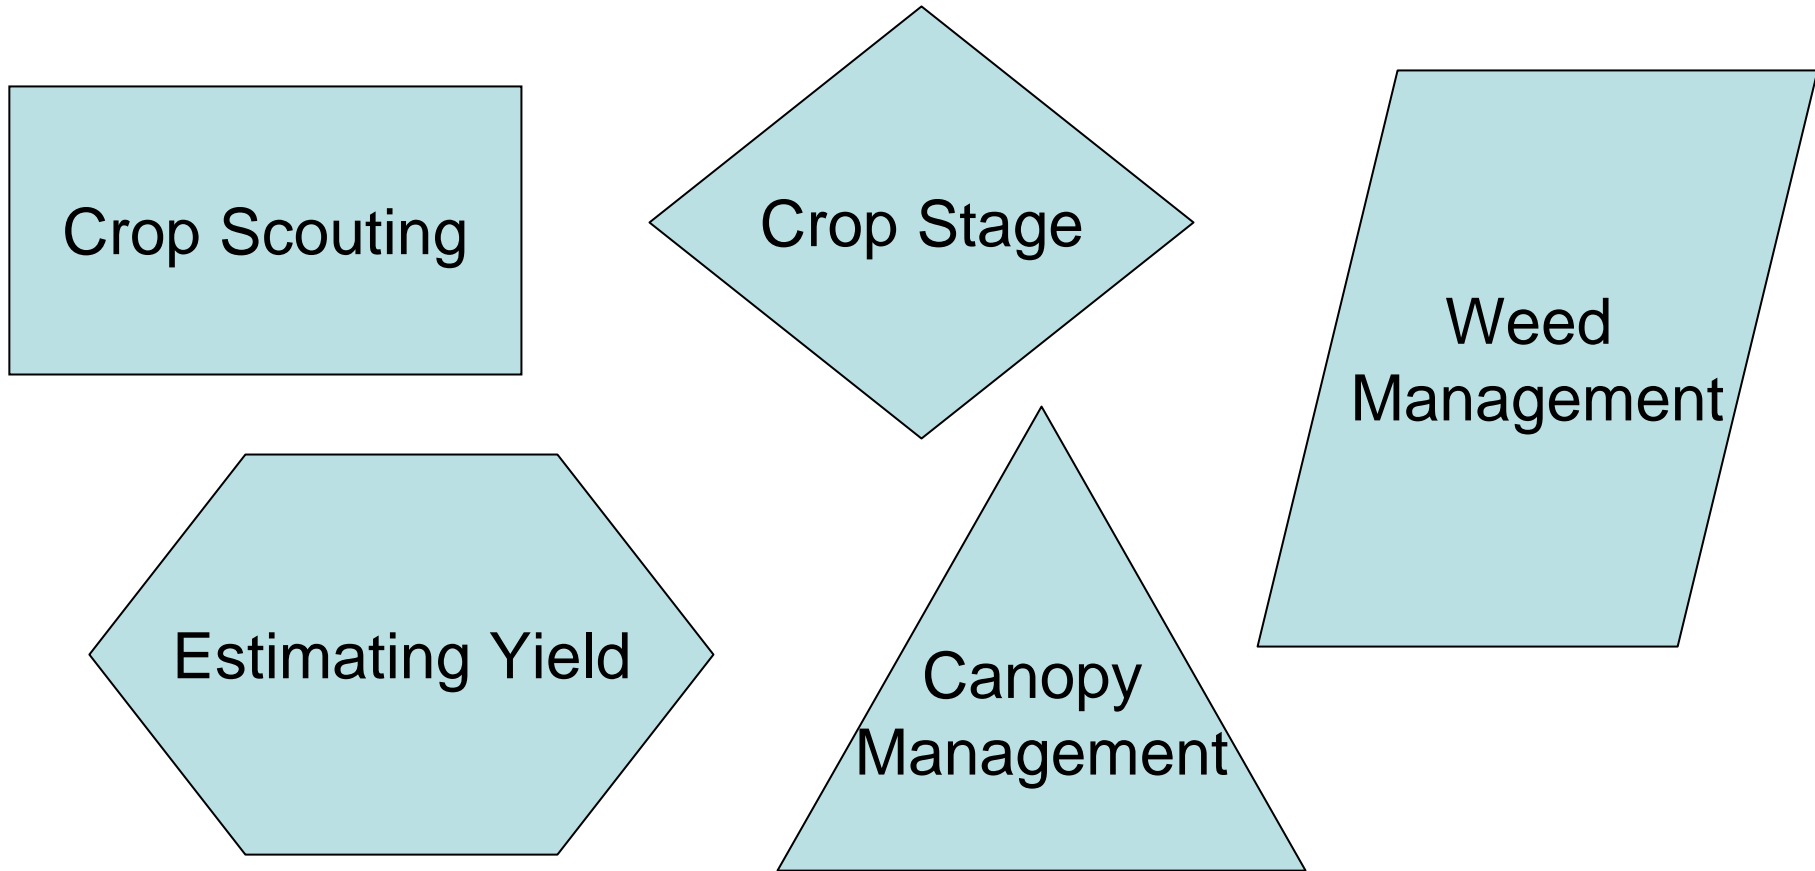 Crop Scouting
Crop Stage
Weed
Management
Estimating Yield
Canopy
Management